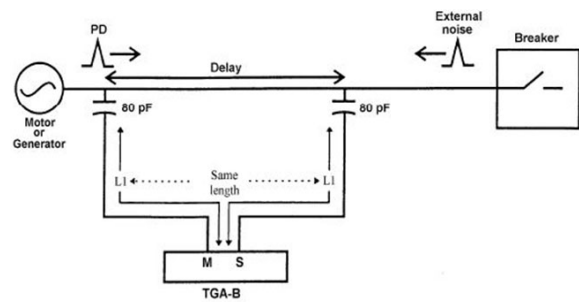 PD
External
noise
Breaker
Delay
80 pF
80 pF
Motor
or
Generator
L1
Same
length
L1
M
S
TGA-B